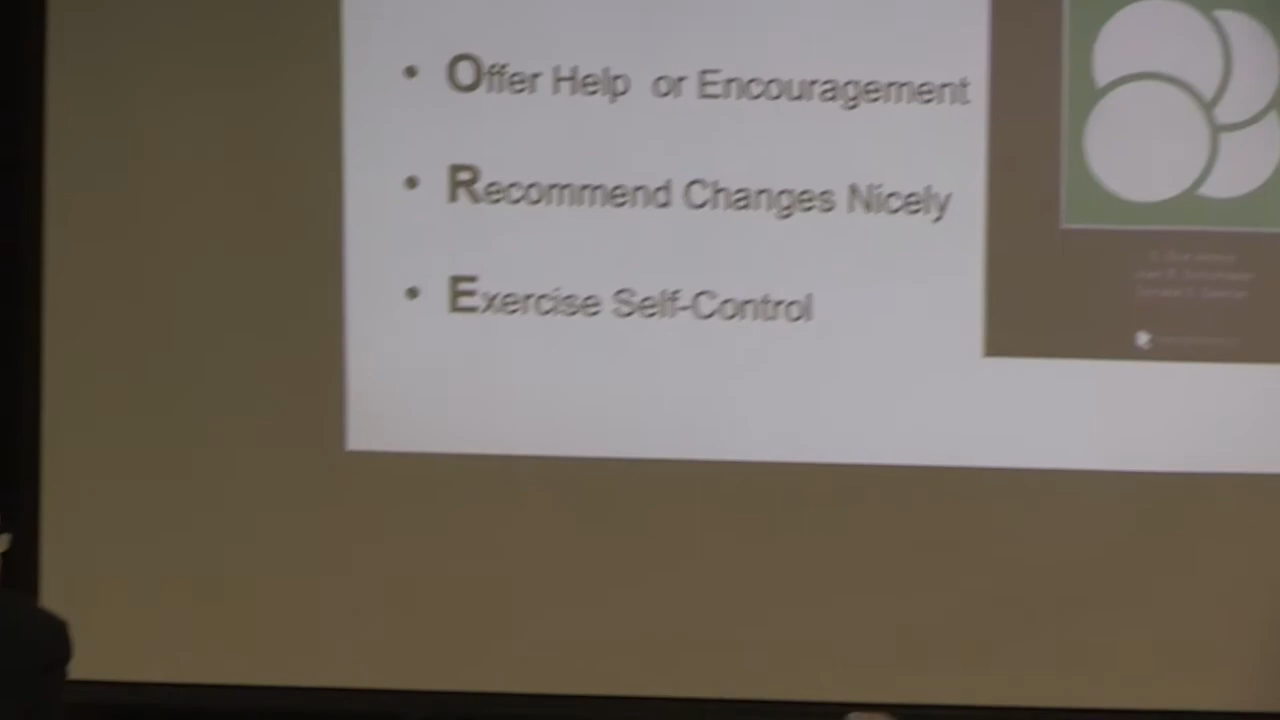 • Offer Help or Encouragement
• Recommend Changes Nicely
• Exercise Self-Control